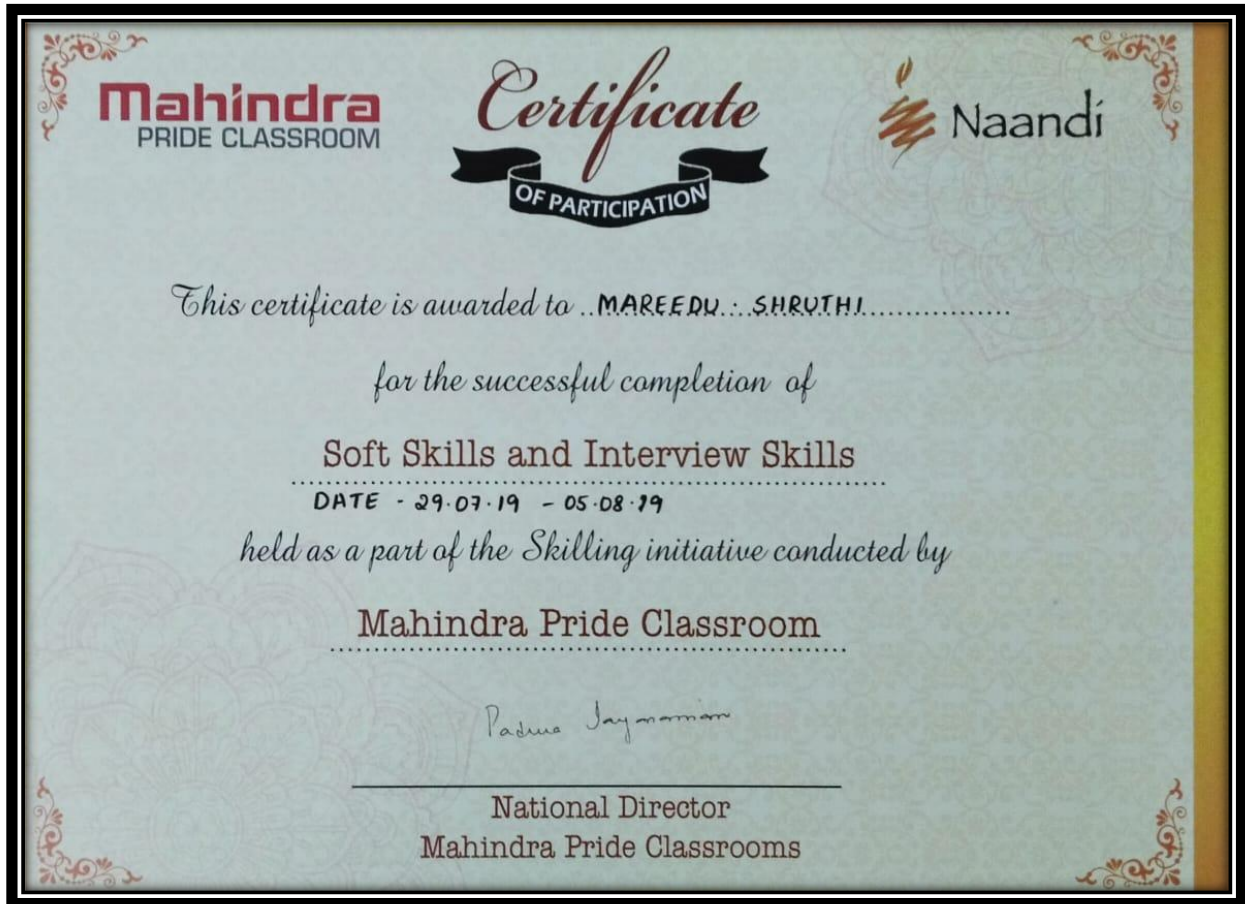 Mahindra
PRIDE CLASSROOM
Certificate
OF PARTICIPATION
Naandi
This certificate is awarded to ..MAREEDU.:.SHRUTHI.................
for the successful completion of
Soft Skills and Interview Skills
DATE - 29.07.19 - 05.08.19
held as a part of the Skilling initiative conducted by
Mahindra Pride Classroom
Padma
National Director
Mahindra Pride Classrooms